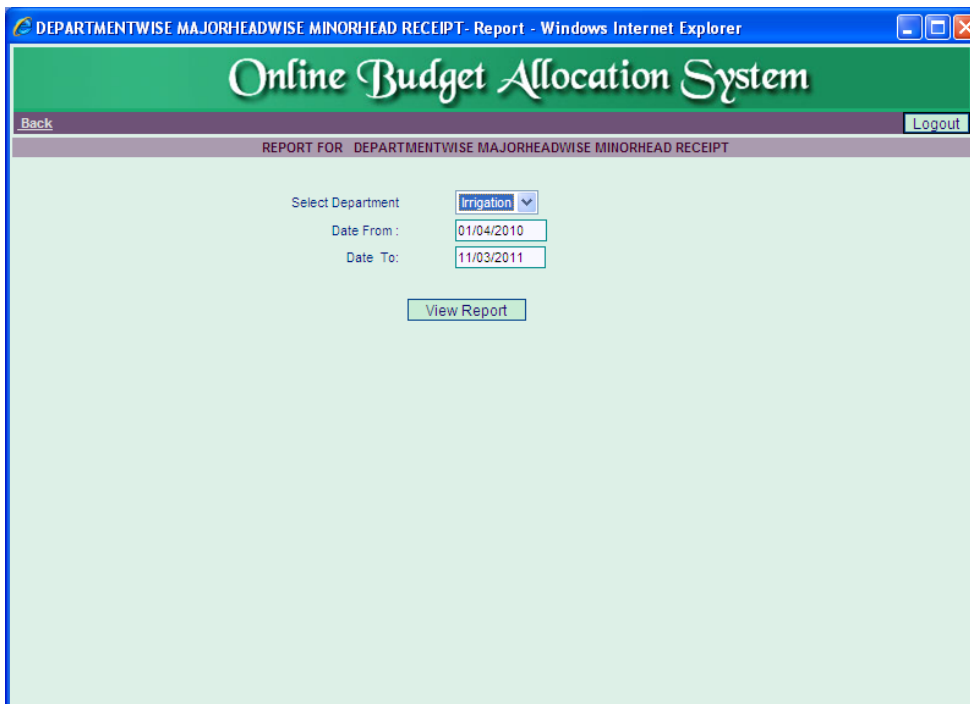 DEPARTMENTWISE MAJORHEADWISE MINORHEAD RECEIPT- Report - Windows Internet Explorer
Online Budget Allocation System
Back Logout
REPORT FOR DEPARTMENTWISE MAJORHEADWISE MINORHEAD RECEIPT
Select Department Irrigation
Date From : 01/04/2010
Date To: 11/03/2011
View Report